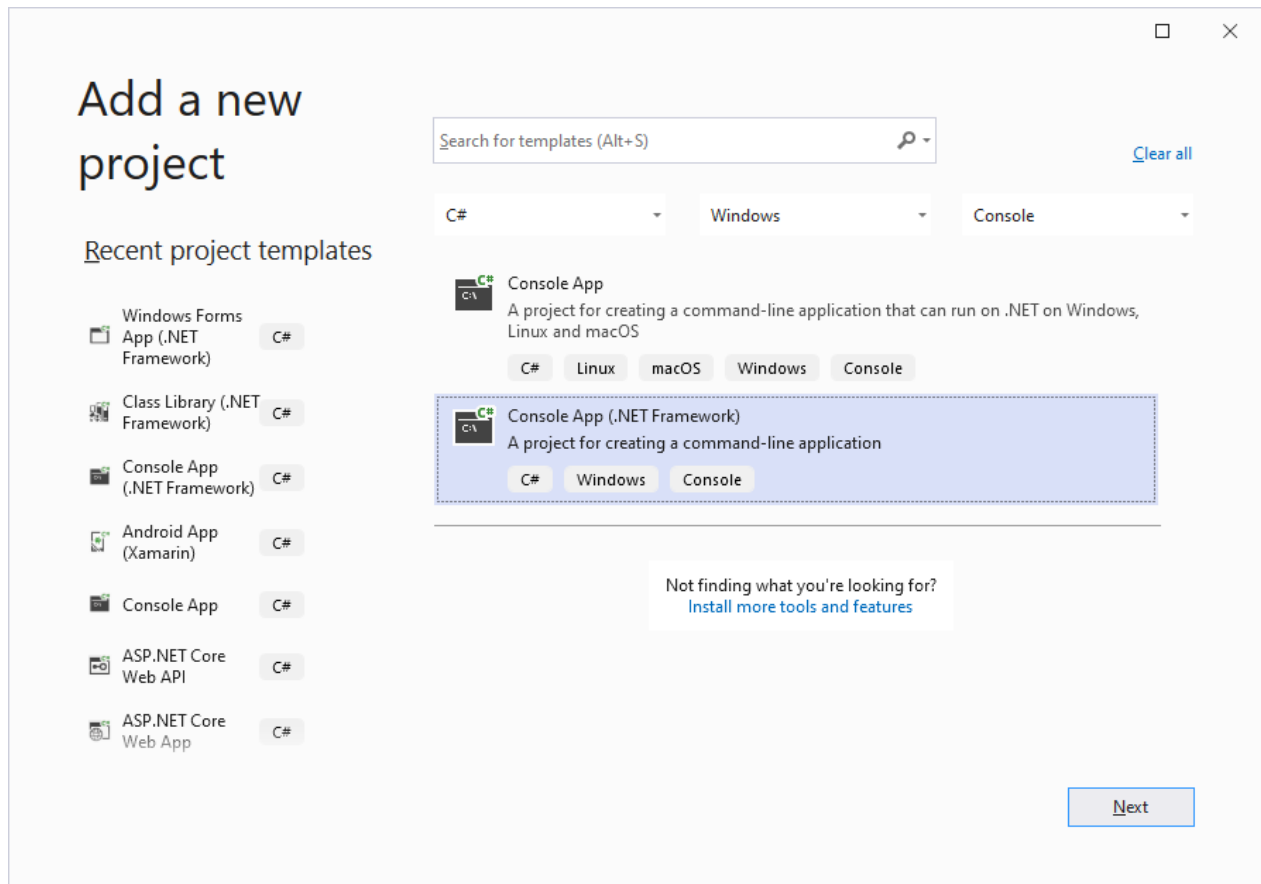 Add a new
project
Search for templates (Alt+S)
Clear all
C#
Windows
Console
Recent project templates
Windows Forms
App (.NET
Framework)
C#
Class Library (.NET
Framework)
C#
Console App
(.NET Framework)
C#
Android App
(Xamarin)
C#
Console App
C#
ASP.NET Core
Web API
C#
ASP.NET Core
Web App
C#
C#
C:\
Console App
A project for creating a command-line application that can run on .NET on Windows,
Linux and macOS
C# Linux macOS Windows Console
C#
C:\
Console App (.NET Framework)
A project for creating a command-line application
C# Windows Console
Not finding what you're looking for?
Install more tools and features
Next